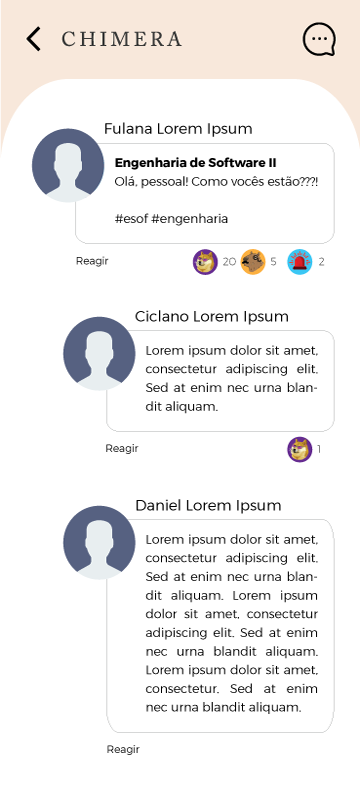 CHIMERA
Fulana Lorem Ipsum
Engenharia de Software II
Olá, pessoal! Como vocês estão???!
#esof #engenharia
Reagir
20
5
2
Ciclano Lorem Ipsum
Lorem ipsum dolor sit amet,
consectetur adipiscing elit.
Sed at enim nec urna blan-
dit aliquam.
Reagir
1
Daniel Lorem Ipsum
Lorem ipsum dolor sit amet,
consectetur adipiscing elit.
Sed at enim nec urna blan-
dit aliquam. Lorem ipsum
dolor sit amet, consectetur
adipiscing elit. Sed at enim
nec urna blandit aliquam.
Lorem ipsum dolor sit amet,
consectetur. Sed at enim
nec urna blandit aliquam.
Reagir